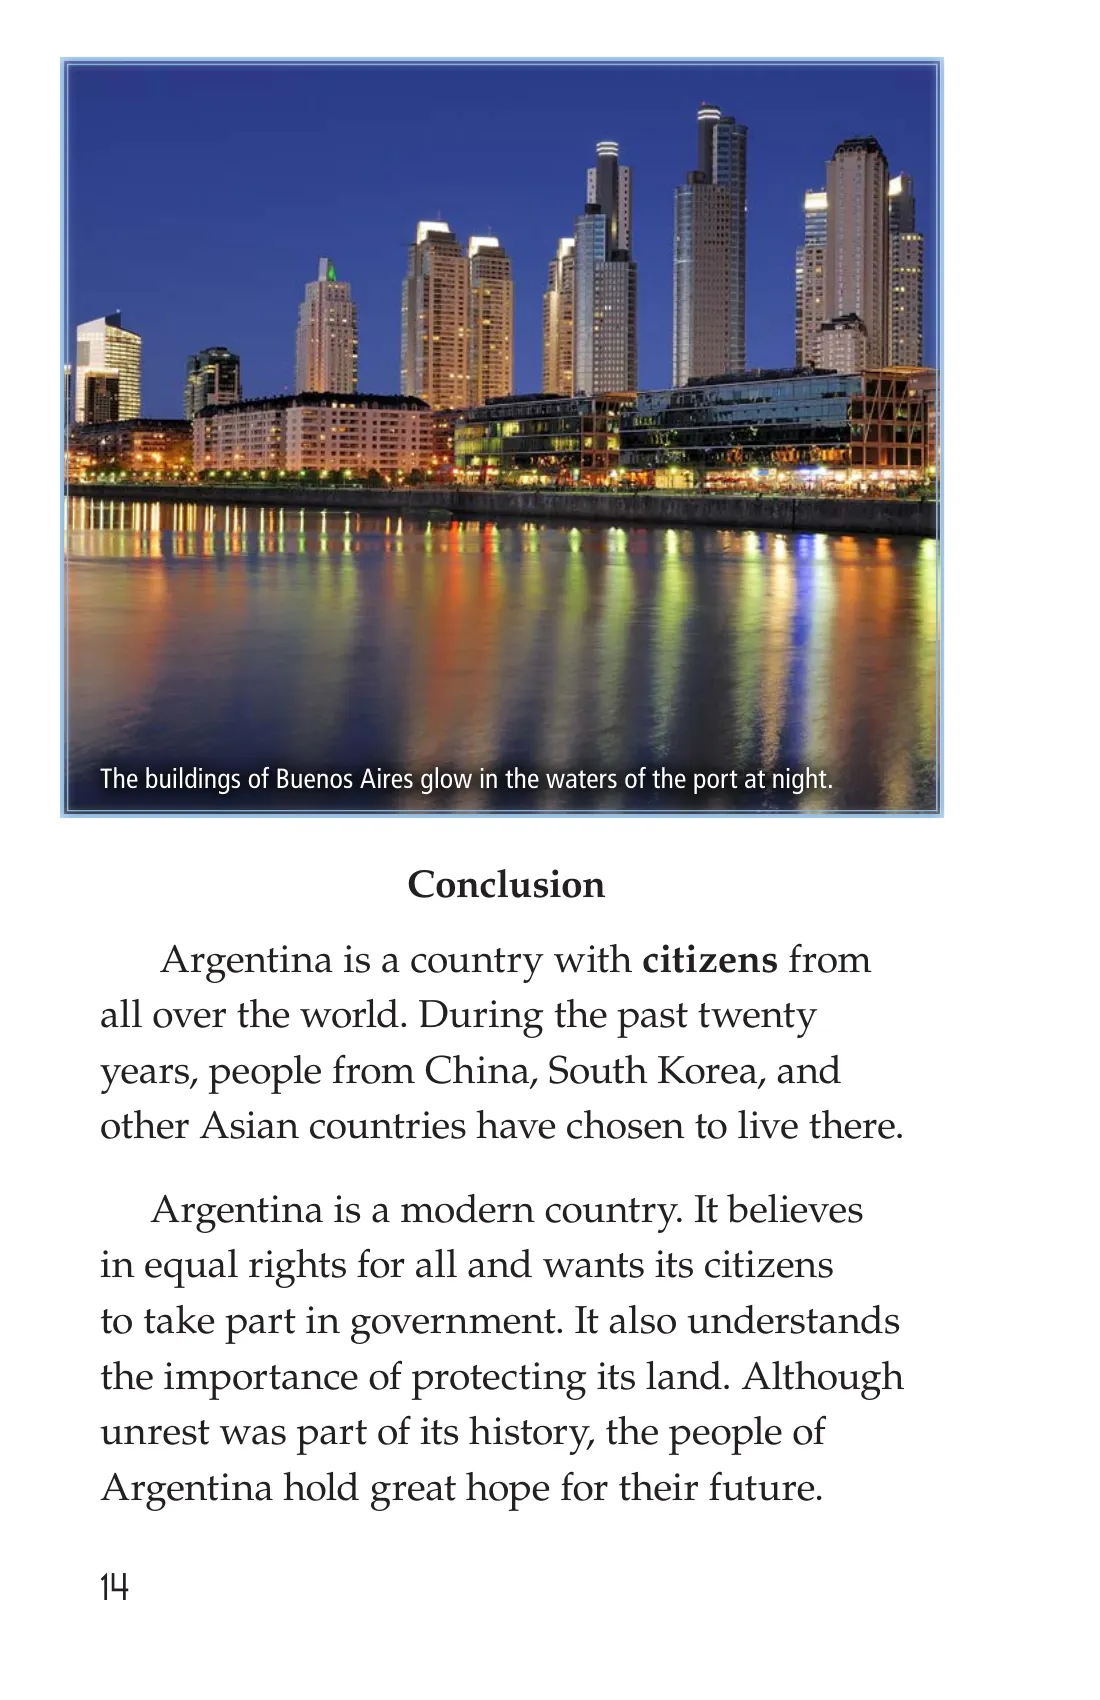 The buildings of Buenos Aires glow in the waters of the port at night.
Conclusion
Argentina is a country with citizens from
all over the world. During the past twenty
years, people from China, South Korea, and
other Asian countries have chosen to live there.
Argentina is a modern country. It believes
in equal rights for all and wants its citizens
to take part in government. It also understands
the importance of protecting its land. Although
unrest was part of its history, the people of
Argentina hold great hope for their future.
14